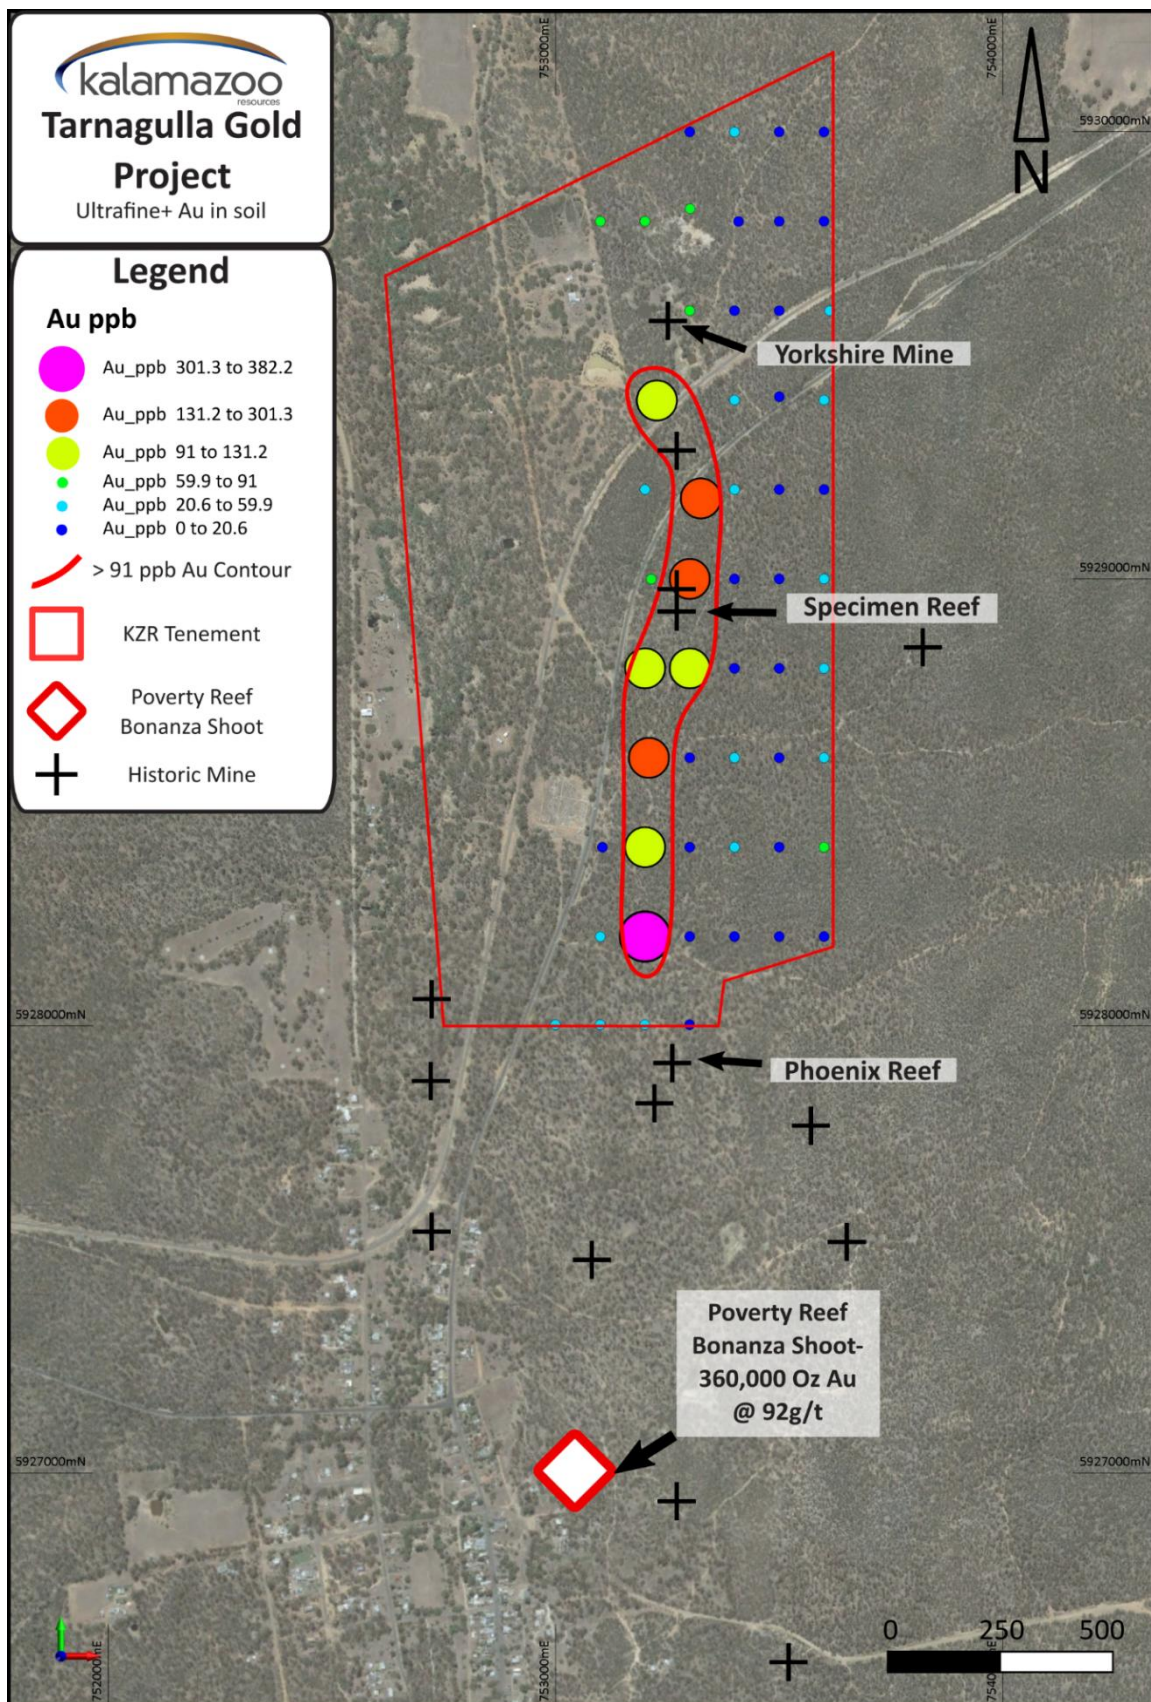 kalamazoo
resources
Tarnagulla Gold
Project
Ultrafine+ Au in soil
Legend
Au ppb
Au_ppb 301.3 to 382.2
Au_ppb 131.2 to 301.3
Au_ppb 91 to 131.2
Au_ppb 59.9 to 91
Au_ppb 20.6 to 59.9
Au_ppb 0 to 20.6
> 91 ppb Au Contour
KZR Tenement
Poverty Reef
Bonanza Shoot
Historic Mine
753000mE
754000mE
5930000mN
N
Yorkshire Mine
5929000mN
Specimen Reef
5928000mN
5928000mN
Phoenix Reef
Poverty Reef
Bonanza Shoot-
360,000 Oz Au
@ 92g/t
5927000mN
5927000mN
0 250 500
752000mE
753000mE